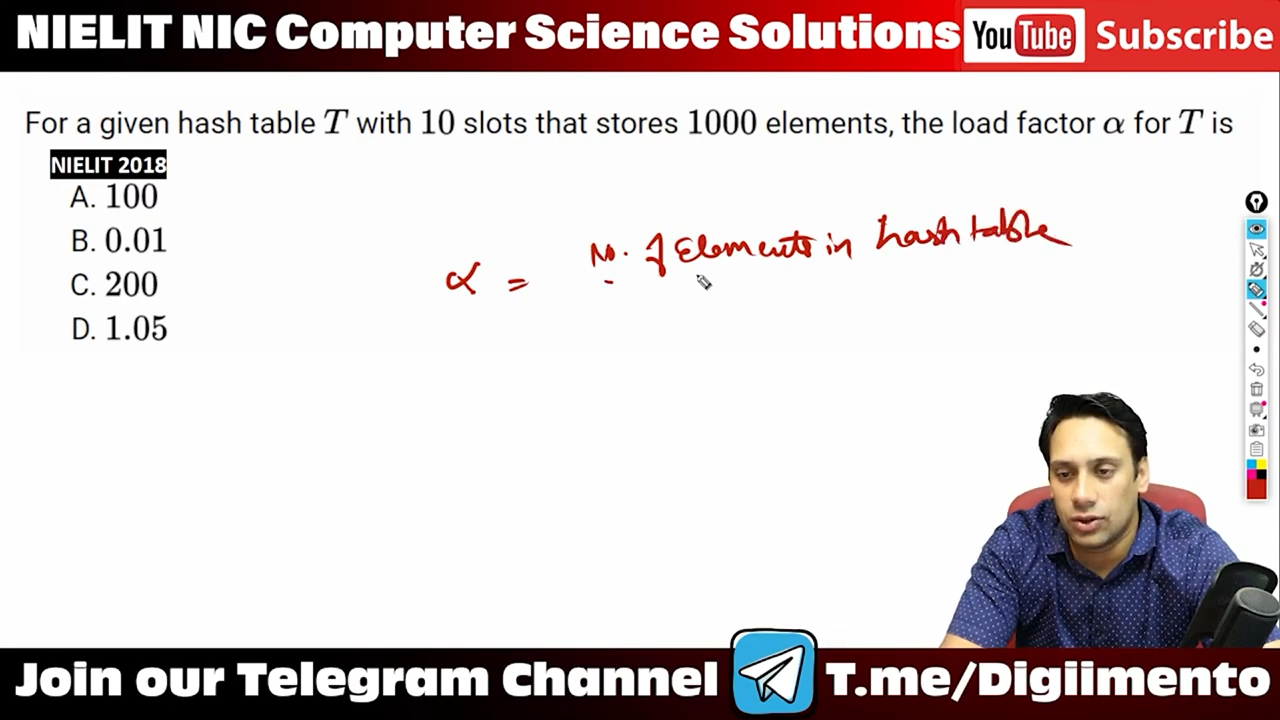 NIELIT NIC Computer Science Solutions YouTube Subscribe
For a given hash table T with 10 slots that stores 1000 elements, the load factor α for T is
NIELIT 2018
A. 100
B. 0.01
C. 200
D. 1.05
α = No. of Elements in hash table
Join our Telegram Channel T.me/Digiimento